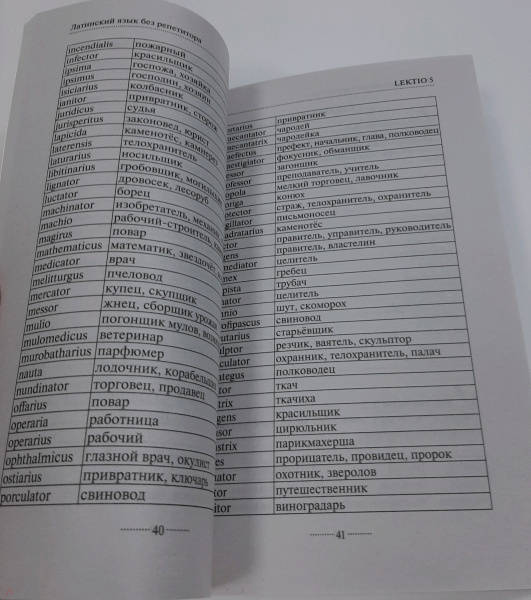 Латинский язык без репетитора
incendialis пожарный
infector красильщик
ipsima госпожа, хозяйка
ipsimus господин, хозяин
isiciarius колбасник
janitor привратник, сторож
juridicus судья
jurisperitus законовед, юрист
lapicida каменотёс,
laterensis телохранитель
laturarius носильщик
libitinarius гробовщик,
lignator дровосек, лесоруб
luctator борец
machinator изобретатель,
machio рабочий-строитель,
magirus повар
mathematicus математик,
medicator врач
melitturgus пчеловод
mercator купец, скупщик
messor жнец, сборщик урожая
mulio погонщик мулов,
mulomedicus ветеринар
murobatharius парфюмер
nauta лодочник,
nundinator торговец, продавец
offarius повар
operaria работница
operarius рабочий
ophthalmicus глазной врач, окулист
ostiarius привратник, ключарь
porculator свиновод
40
LEKTIO 5
привратник
чародей
чародейка
префект, начальник, глава, полководец
фокусник, обманщик
загонщик
преподаватель, учитель
мелкий торговец, лавочник
конюх
страж, телохранитель, охранитель
письмоносец
каменотёс
правитель, управитель, руководитель
правитель, властелин
целитель
гребец
трубач
целитель
шут, скоморох
свиновод
старьёвщик
резчик, ваятель, скульптор
охранник, телохранитель, палач
полководец
ткач
ткачиха
красильщик
цирюльник
парикмахерша
прорицатель, провидец, пророк
охотник, зверолов
путешественник
виноградарь
41